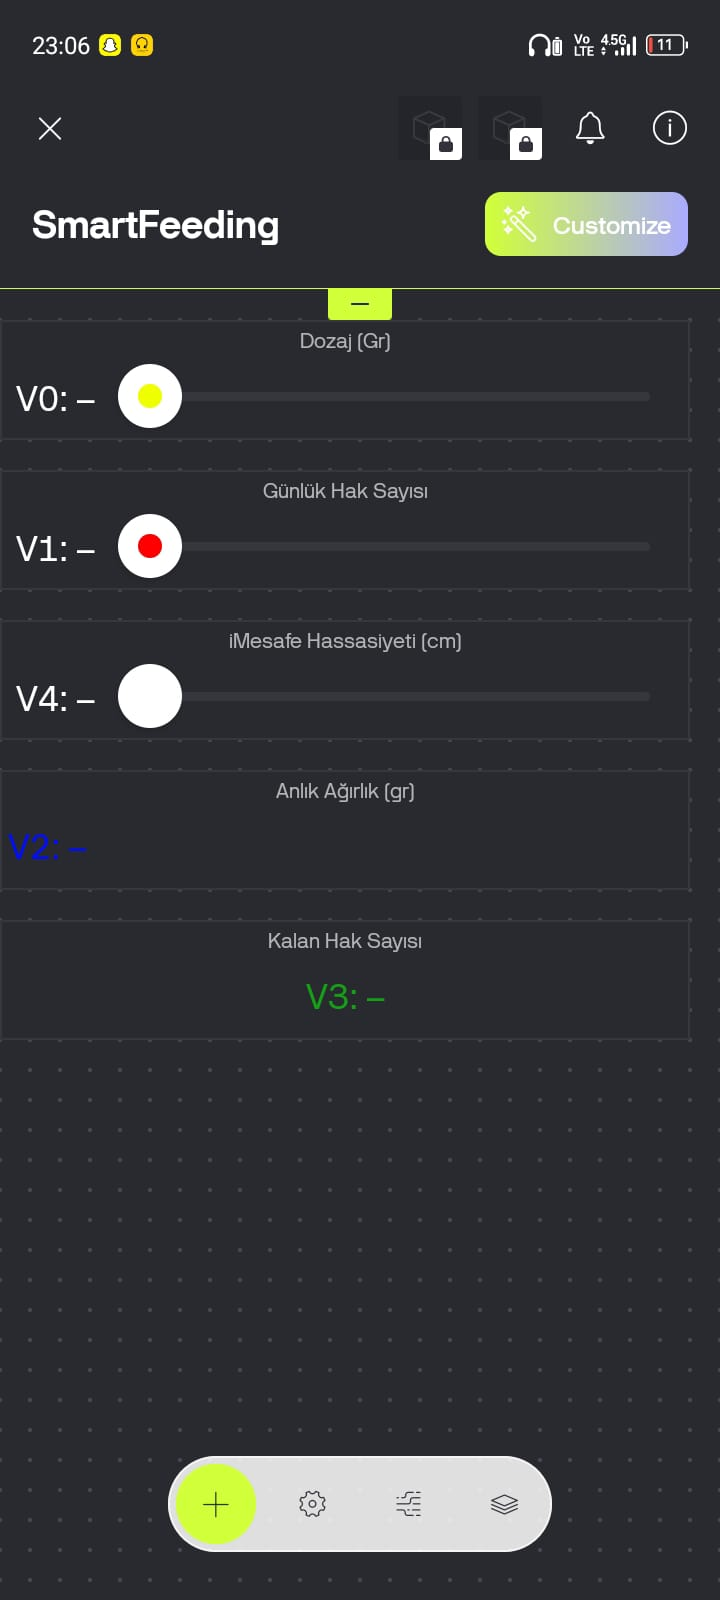 23:06
Vo LTE 4.5G 11
SmartFeeding
Customize
Dozaj (Gr)
V0: –
Günlük Hak Sayısı
V1: –
iMesafe Hassasiyeti (cm)
V4: –
Anlık Ağırlık (gr)
V2: –
Kalan Hak Sayısı
V3: –